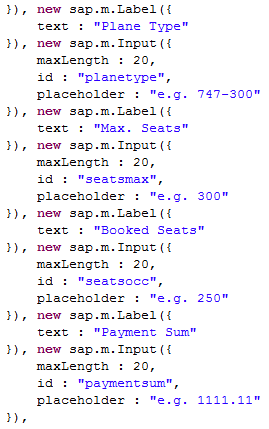 }), new sap.m.Label({
text : "Plane Type"
}), new sap.m.Input({
maxLength : 20,
id : "planetype",
placeholder : "e.g. 747-300"
}), new sap.m.Label({
text : "Max. Seats"
}), new sap.m.Input({
maxLength : 20,
id : "seatsmax",
placeholder : "e.g. 300"
}), new sap.m.Label({
text : "Booked Seats"
}), new sap.m.Input({
maxLength : 20,
id : "seatsocc",
placeholder : "e.g. 250"
}), new sap.m.Label({
text : "Payment Sum"
}), new sap.m.Input({
maxLength : 20,
id : "paymentsum",
placeholder : "e.g. 1111.11"
}),